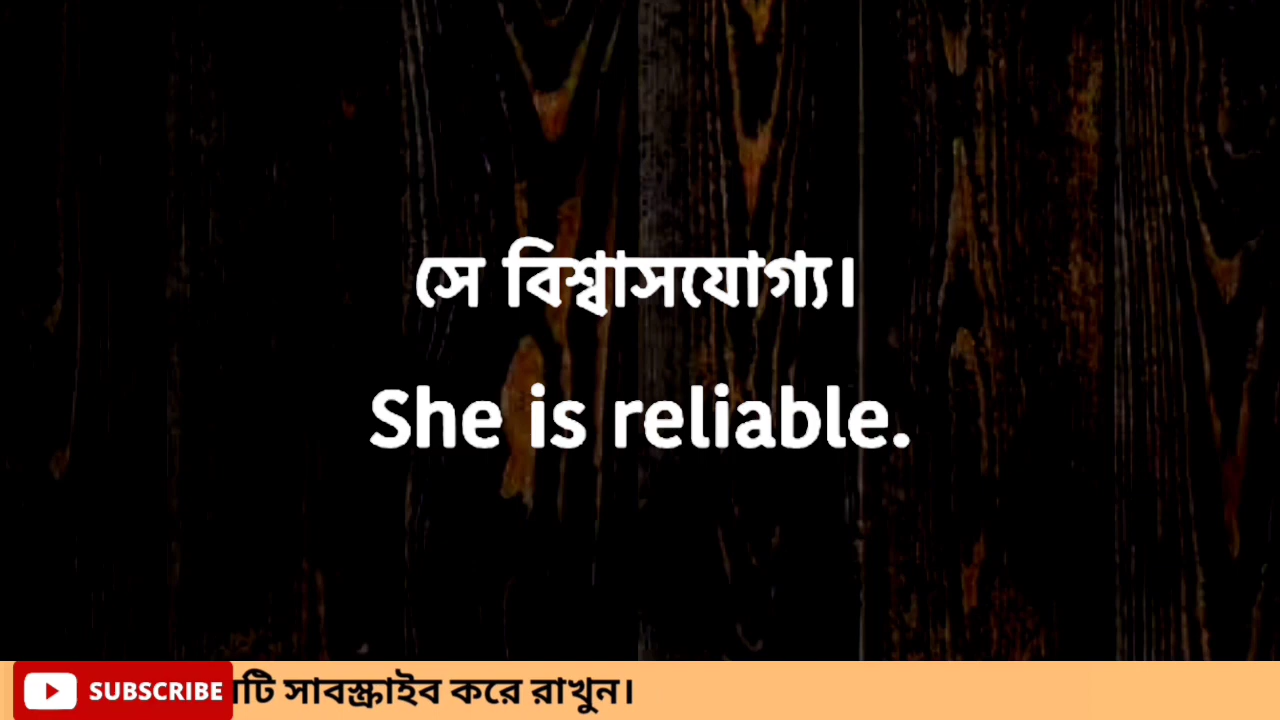 সে বিশ্বাসযোগ্য।
She is reliable.
SUBSCRIBE সাবস্ক্রাইব করে রাখুন।